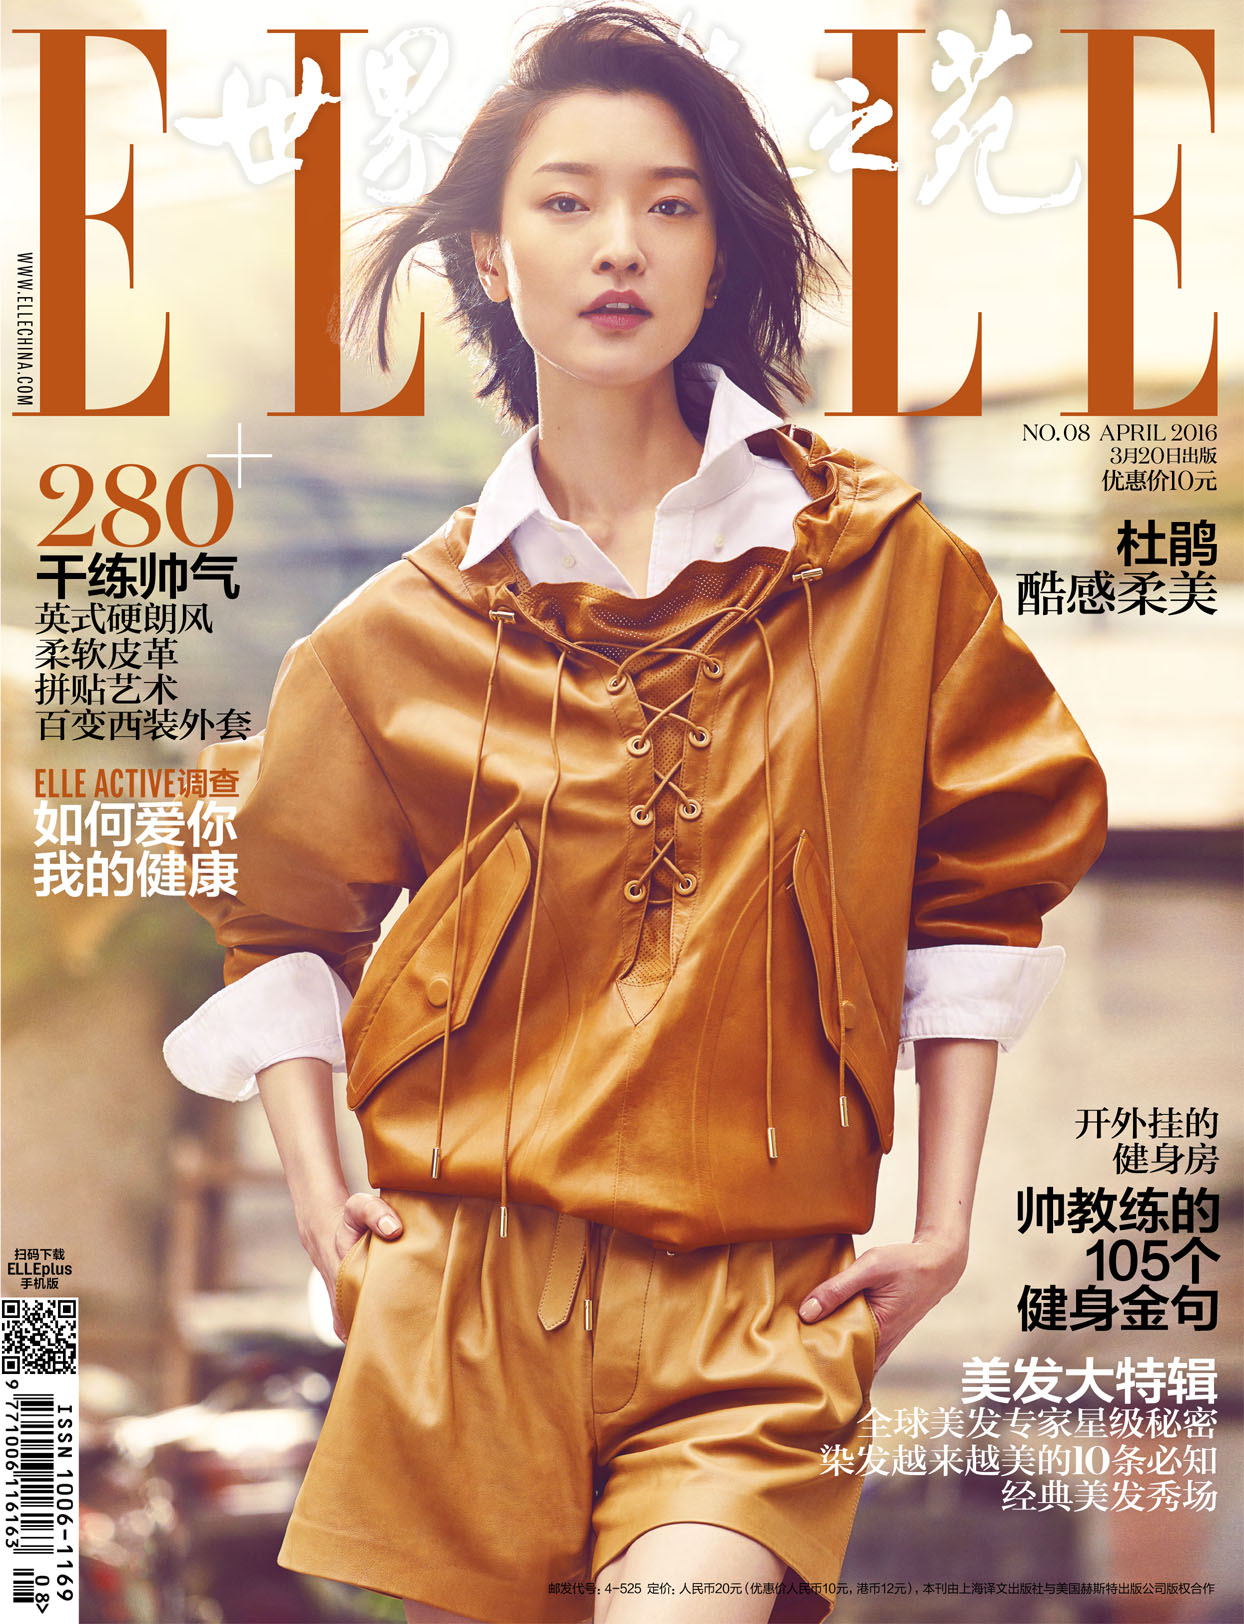 ELLE
世界
之苑
WWW.ELLECHINA.COM
NO.08 APRIL 2016
3月20日出版
优惠价10元
280+
干练帅气
英式硬朗风
柔软皮革
拼贴艺术
百变西装外套
ELLE ACTIVE调查
如何爱你
我的健康
杜鹃
酷感柔美
开外挂的
健身房
帅教练的
105个
健身金句
美发大特辑
全球美发专家星级秘密
染发越来越美的10条必知
经典美发秀场
扫码下载
ELLEplus
手机版
ISSN 1006-1169
9 771006 116163
08>
邮发代号: 4-525 定价: 人民币20元 (优惠价人民币10元, 港币12元), 本刊由上海译文出版社与美国赫斯特出版公司版权合作